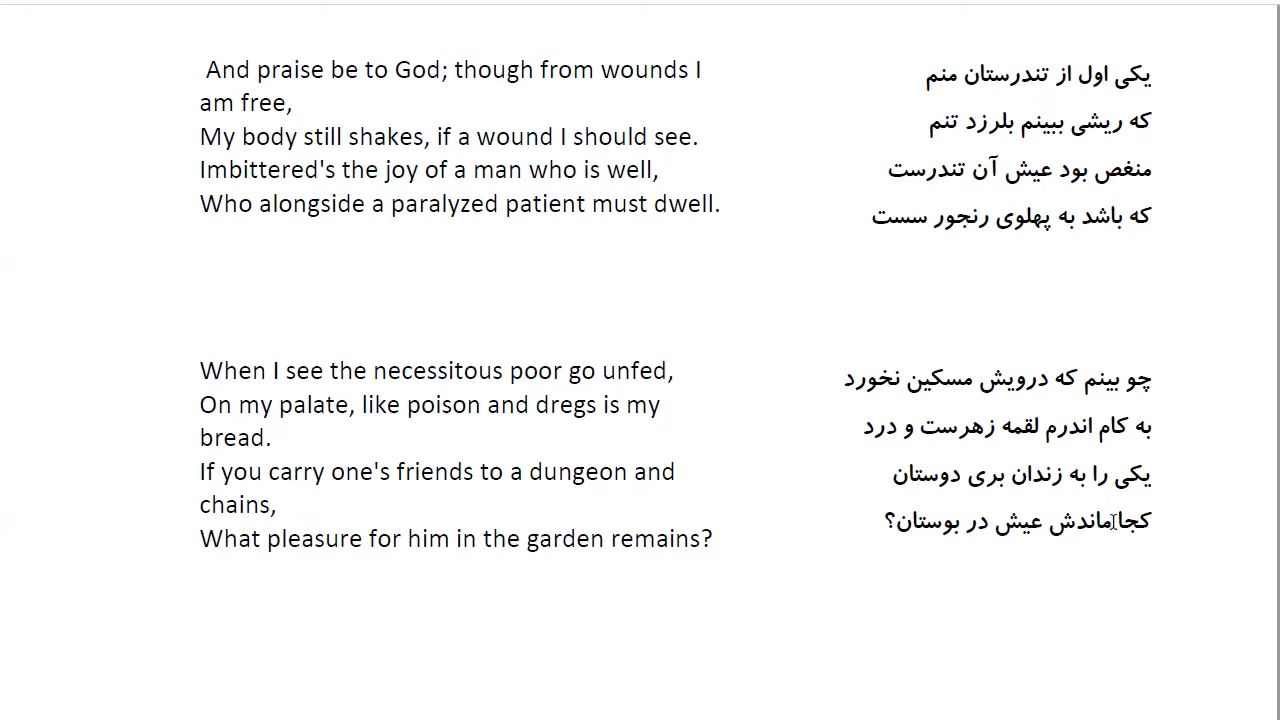 And praise be to God; though from wounds I
am free,
My body still shakes, if a wound I should see.
Imbittered's the joy of a man who is well,
Who alongside a paralyzed patient must dwell.
یکی اول از تندرستان منم
که ریشی ببینم بلرزد تنم
منغص بود عیش آن تندرست
که باشد به پهلوی رنجور سست
When I see the necessitous poor go unfed,
On my palate, like poison and dregs is my
bread.
If you carry one's friends to a dungeon and
chains,
What pleasure for him in the garden remains?
چو بینم که درویش مسکین نخورد
به کام اندرم لقمه زهرست و درد
یکی را به زندان بری دوستان
کجا ماندش عیش در بوستان؟